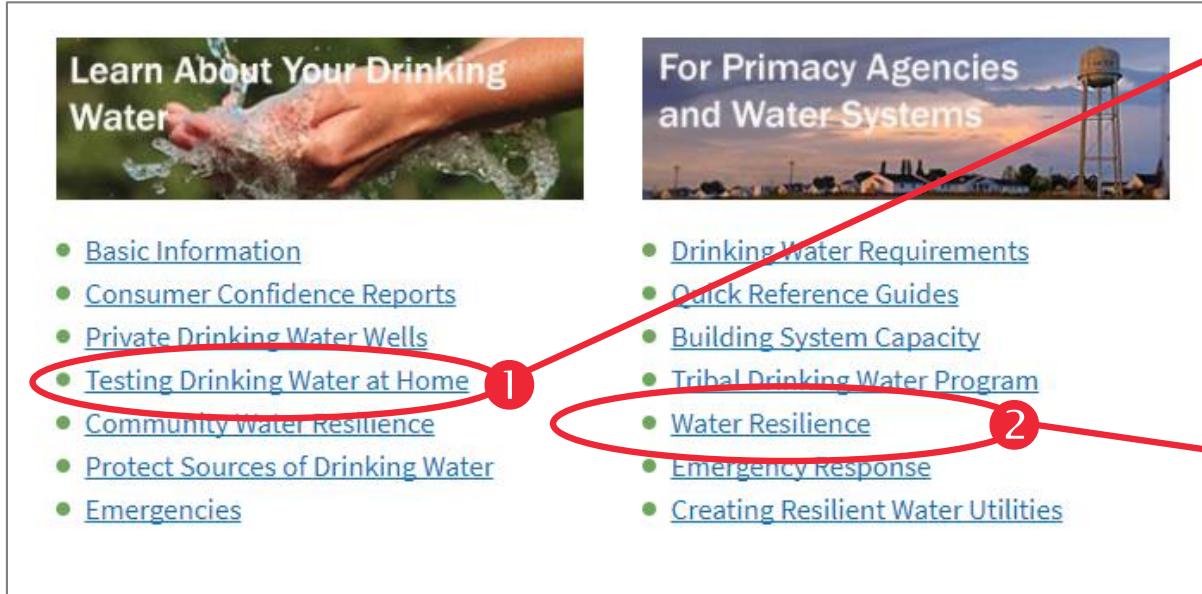 Learn About Your Drinking
Water
Basic Information
Consumer Confidence Reports
Private Drinking Water Wells
Testing Drinking Water at Home
1
Community Water Resilience
Protect Sources of Drinking Water
Emergencies
For Primacy Agencies
and Water Systems
Drinking Water Requirements
Quick Reference Guides
Building System Capacity
Tribal Drinking Water Program
Water Resilience
2
Emergency Response
Creating Resilient Water Utilities